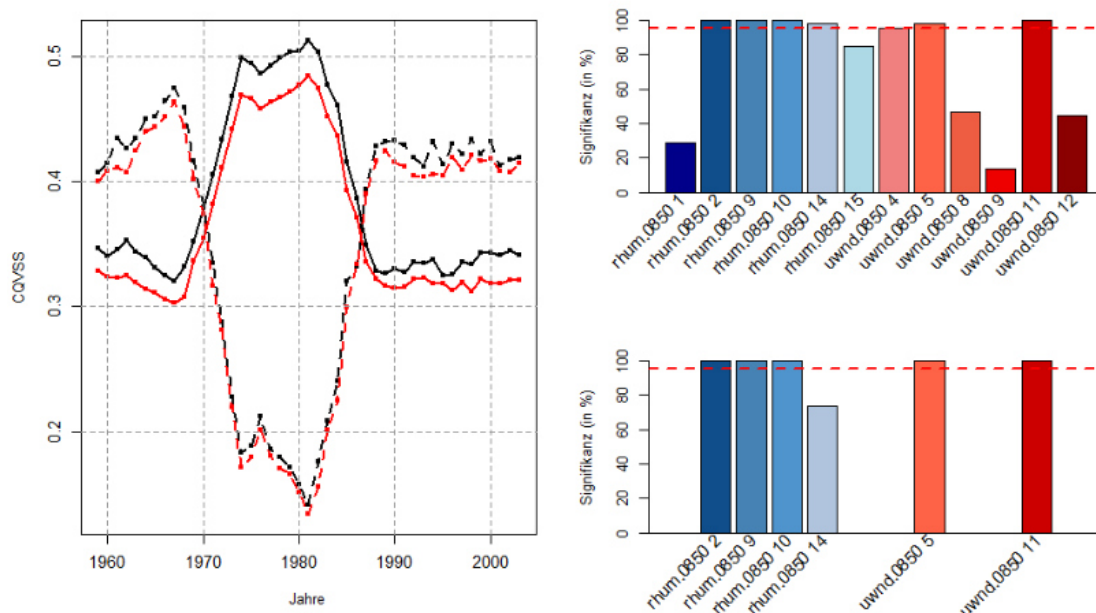 CQVSS
0.5
0.4
0.3
0.2
1960 1970 1980 1990 2000
Jahre
Signifikanz (in %)
100
80
60
40
20
0
rhum.0850 1
rhum.0850 2
rhum.0850 9
rhum.0850 10
rhum.0850 14
rhum.0850 15
uwnd.0850 4
uwnd.0850 5
uwnd.0850 8
uwnd.0850 9
uwnd.0850 11
uwnd.0850 12
Signifikanz (in %)
100
80
60
40
20
0
rhum.0850 2
rhum.0850 9
rhum.0850 10
rhum.0850 14
uwnd.0850 5
uwnd.0850 11